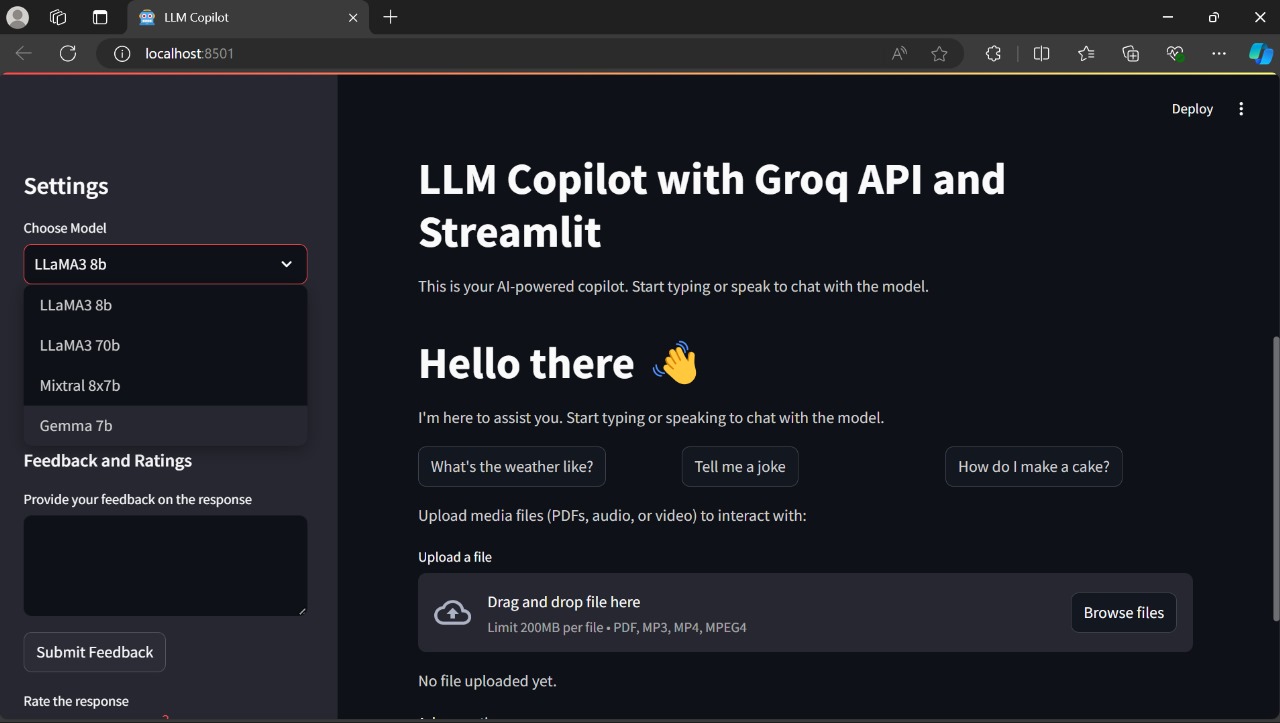 LLM Copilot
localhost:8501
Deploy
Settings
Choose Model
LLaMA3 8b
LLaMA3 8b
LLaMA3 70b
Mixtral 8x7b
Gemma 7b
Feedback and Ratings
Provide your feedback on the response
Submit Feedback
Rate the response
LLM Copilot with Groq API and
Streamlit
This is your AI-powered copilot. Start typing or speak to chat with the model.
Hello there 👋
I'm here to assist you. Start typing or speaking to chat with the model.
What's the weather like?
Tell me a joke
How do I make a cake?
Upload media files (PDFs, audio, or video) to interact with:
Upload a file
Drag and drop file here
Limit 200MB per file • PDF, MP3, MP4, MPEG4
Browse files
No file uploaded yet.